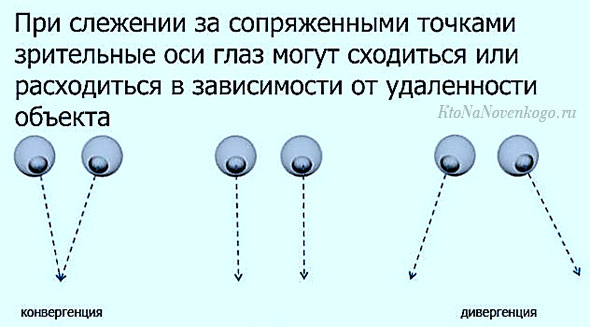 При слежении за сопряженными точками
зрительные оси глаз могут сходиться или
расходиться в зависимости от удаленности
объекта
KtoNaNovenkogo.ru
конвергенция
дивергенция